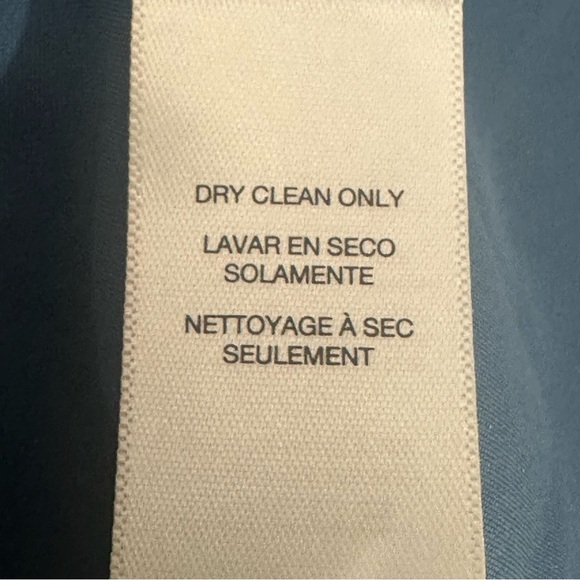 DRY CLEAN ONLY
LAVAR EN SECO
SOLAMENTE
NETTOYAGE À SEC
SEULEMENT